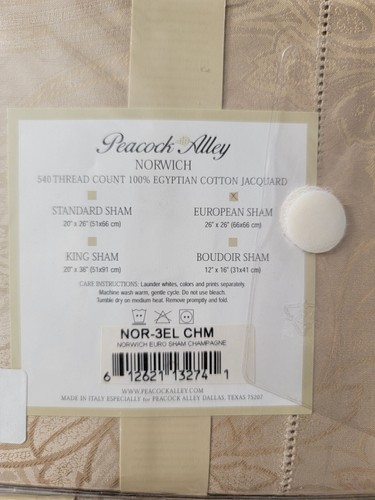 Peacock Alley
NORWICH
540 THREAD COUNT 100% EGYPTIAN COTTON JACQUARD
STANDARD SHAM
20" x 26" (51x66 cm)
EUROPEAN SHAM
26" x 26" (66x66 cm)
KING SHAM
20" x 36" (51x91 cm)
BOUDOIR SHAM
12" x 16" (31x41 cm)
CARE INSTRUCTIONS Launder whites, colors and prints separately.
Machine wash warm, gentle cycle. Do not use bleach.
Tumble dry on medium heat. Remove promptly and fold.
NOR-3EL CHM
NORWICH EURO SHAM CHAMPAGNE
6 12621 13274 1
WWW.PEACOCKALLEY.COM
MADE IN ITALY ESPECIALLY for PEACOCK ALLEY DALLAS, TEXAS 75207